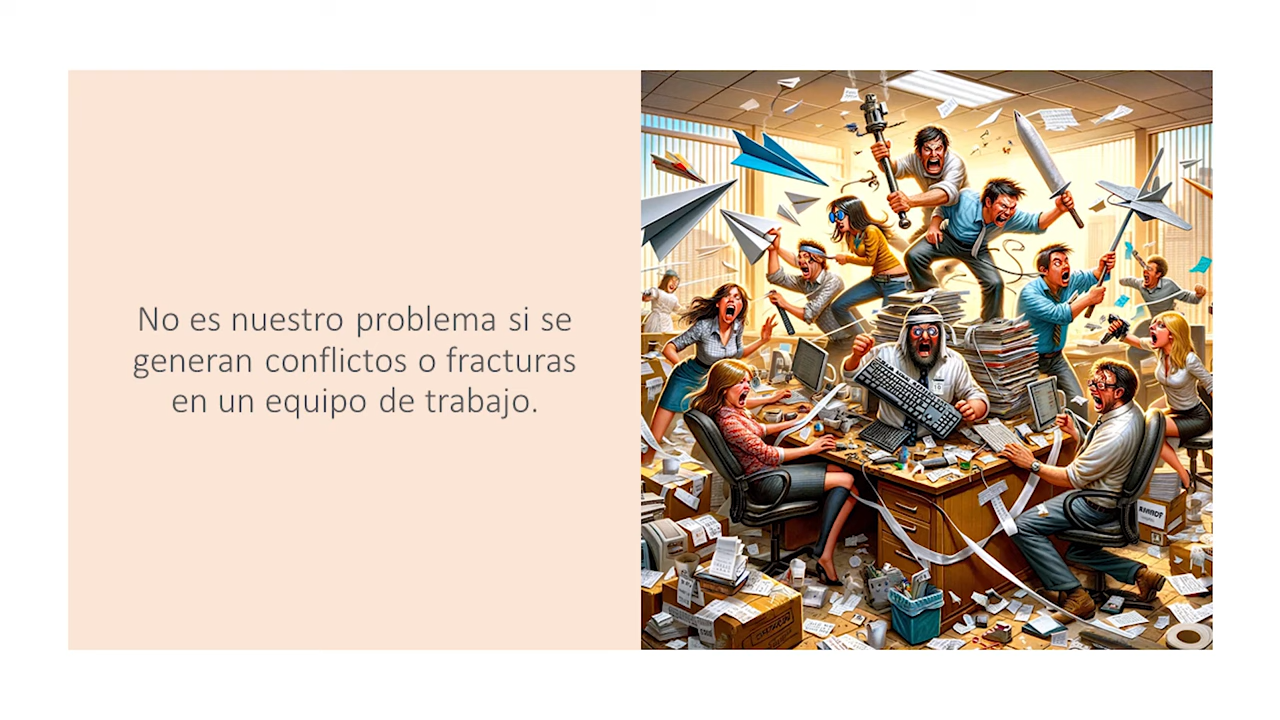 No es nuestro problema si se
generan conflictos o fracturas
en un equipo de trabajo.